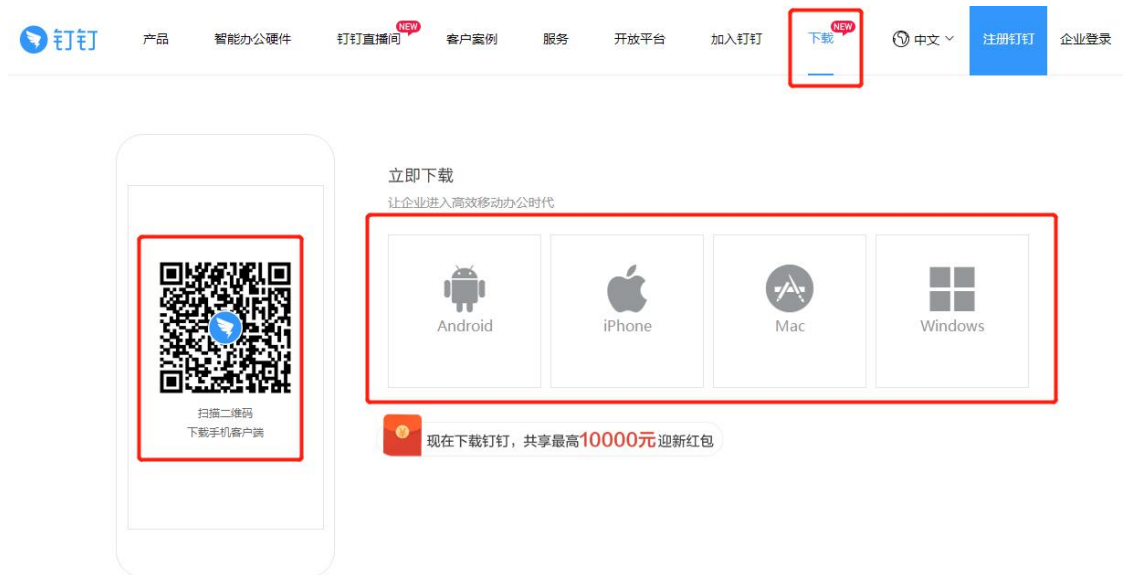 钉钉 产品 智能办公硬件 钉钉直播间 NEW 客户案例 服务 开放平台 加入钉钉 下载 NEW 中文 注册钉钉 企业登录
立即下载
让企业进入高效移动办公时代
Android iPhone Mac Windows
扫描二维码
下载手机客户端
现在下载钉钉，共享最高10000元迎新红包